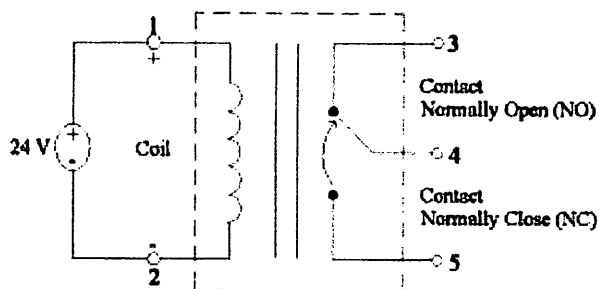 1
+
3
Contact
Normally Open (NO)
+
24 V
-
Coil
4
Contact
Normally Close (NC)
-
2
5